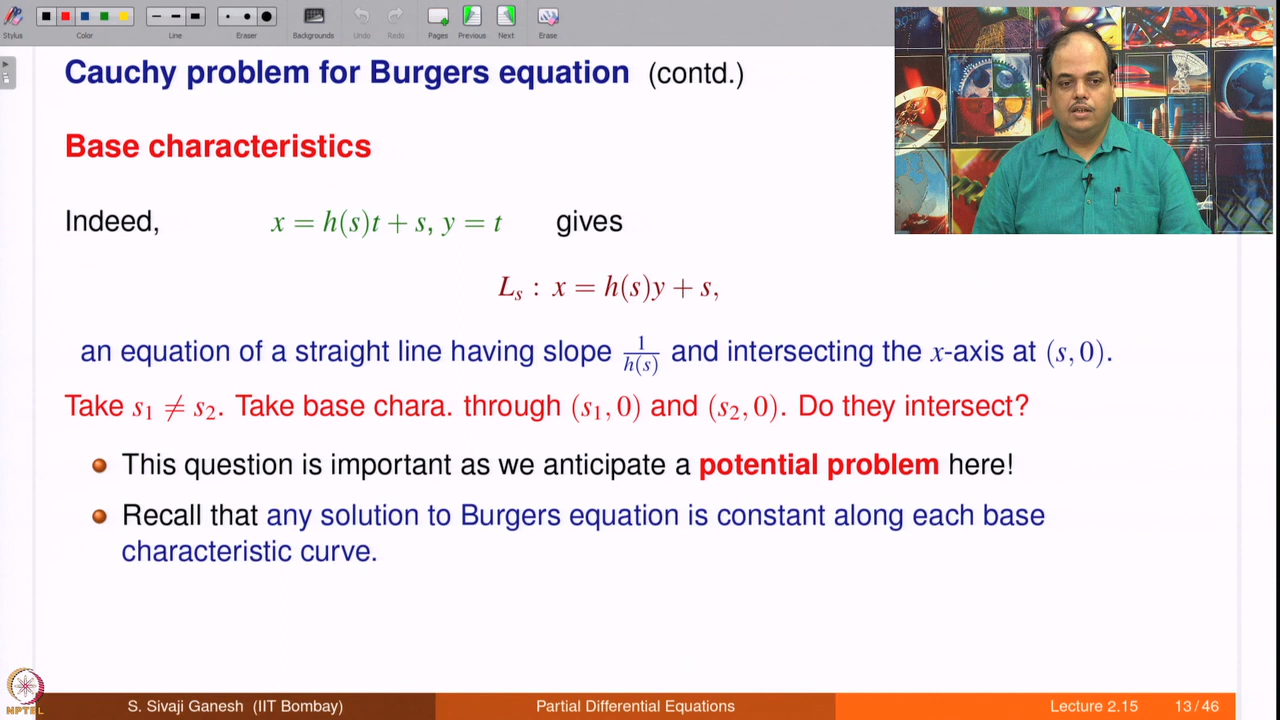 Stylus
Color
Line
Eraser
Backgrounds
Undo
Redo
Pages
Previous
Next
Erase
Cauchy problem for Burgers equation (contd.)
Base characteristics
Indeed, x = h(s)t + s, y = t gives
L_s : x = h(s)y + s,
an equation of a straight line having slope 1/h(s) and intersecting the x-axis at (s, 0).
Take s₁ ≠ s₂. Take base chara. through (s₁, 0) and (s₂, 0). Do they intersect?
This question is important as we anticipate a potential problem here!
Recall that any solution to Burgers equation is constant along each base
characteristic curve.
NPTEL
S. Sivaji Ganesh (IIT Bombay) Partial Differential Equations Lecture 2.15 13 / 46